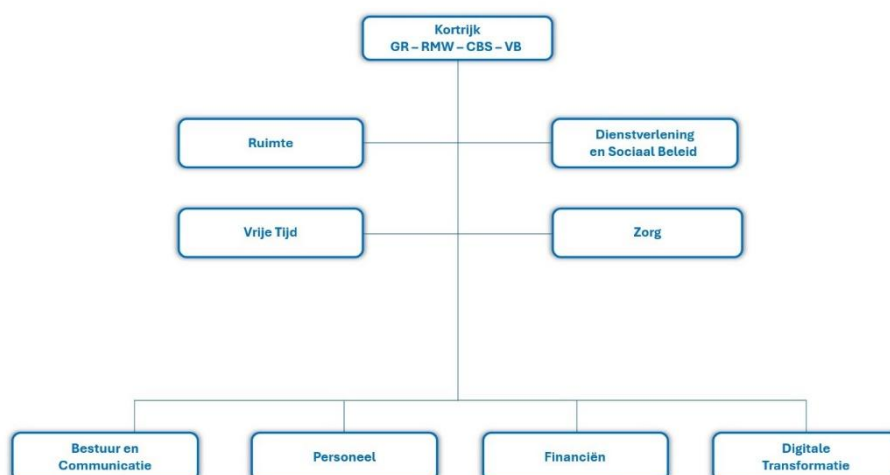 Kortrijk
GR – RMW – CBS – VB
Ruimte
Dienstverlening
en Sociaal Beleid
Vrije Tijd
Zorg
Bestuur en
Communicatie
Personeel
Financiën
Digitale
Transformatie